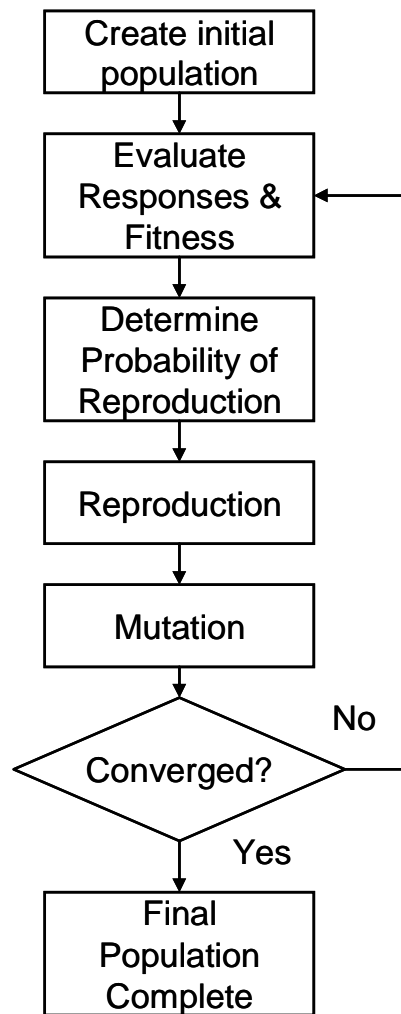 Create initial
population
Evaluate
Responses &
Fitness
Determine
Probability of
Reproduction
Reproduction
Mutation
No
Converged?
Yes
Final
Population
Complete